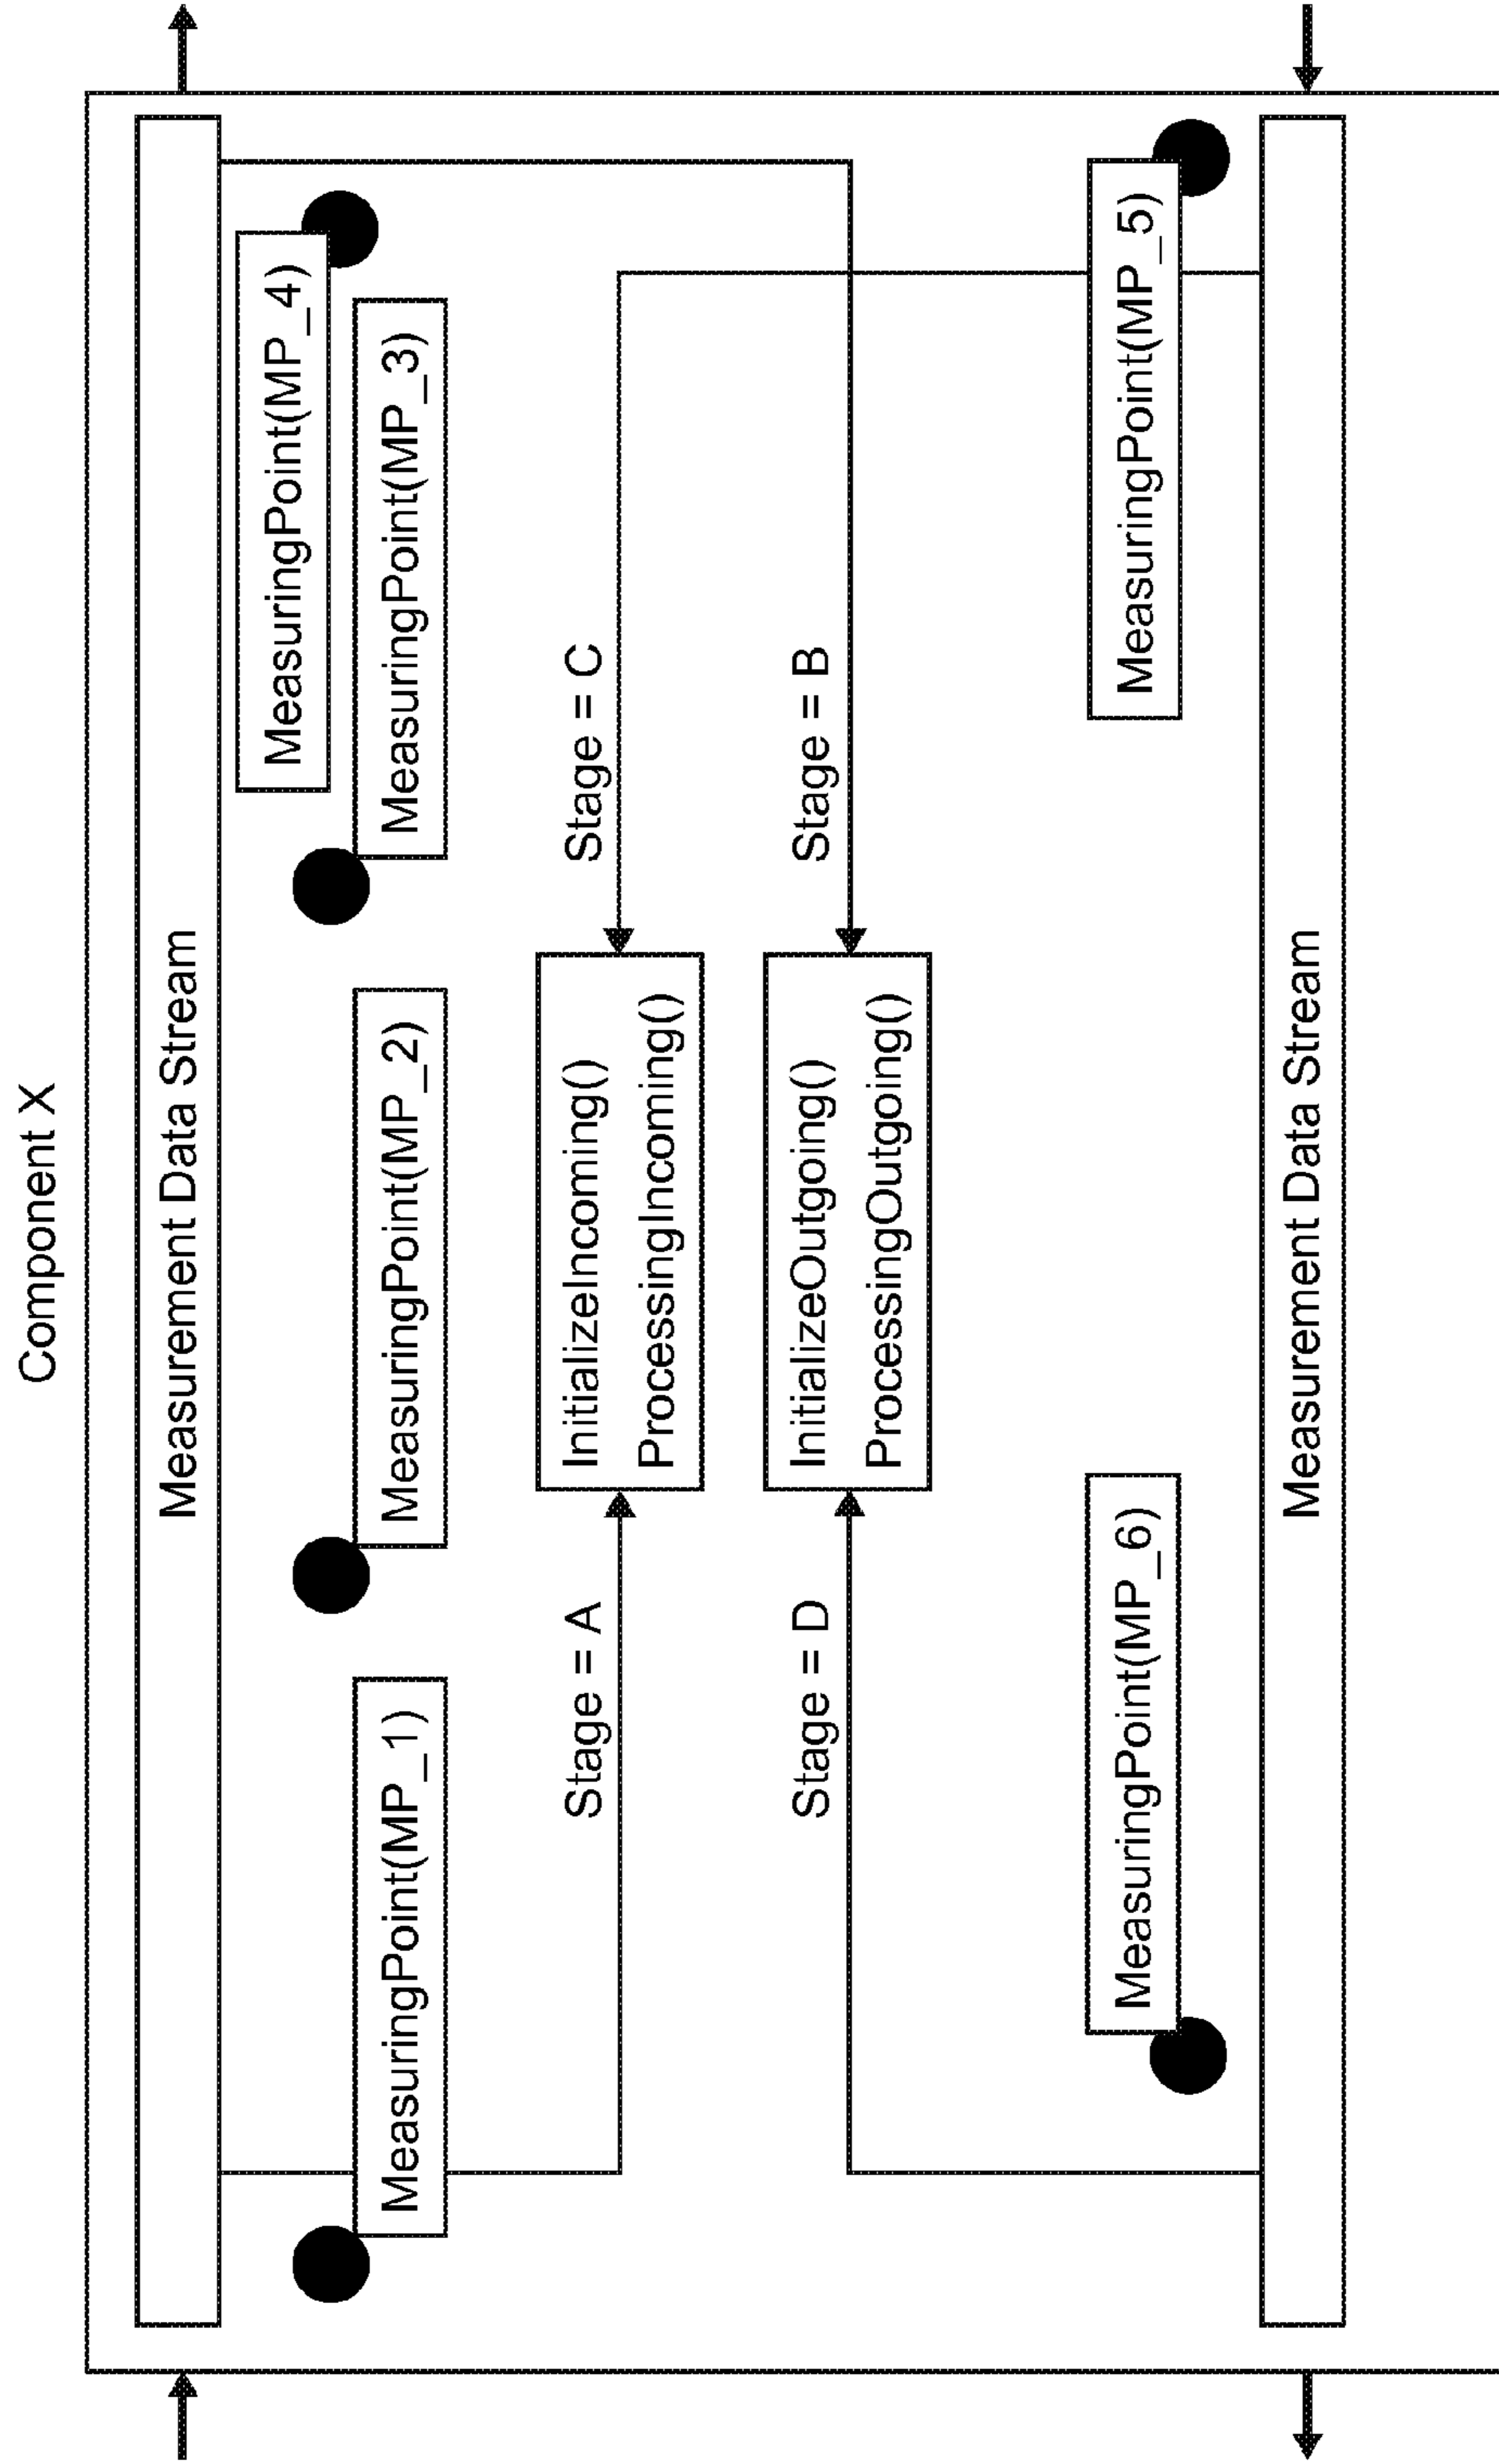 Component X
Measurement Data Stream
MeasuringPoint(MP_4)
MeasuringPoint(MP_1)
MeasuringPoint(MP_2)
MeasuringPoint(MP_3)
Stage = A
InitializeIncoming()
ProcessingIncoming()
Stage = C
Stage = D
InitializeOutgoing()
ProcessingOutgoing()
Stage = B
MeasuringPoint(MP_6)
MeasuringPoint(MP_5)
Measurement Data Stream